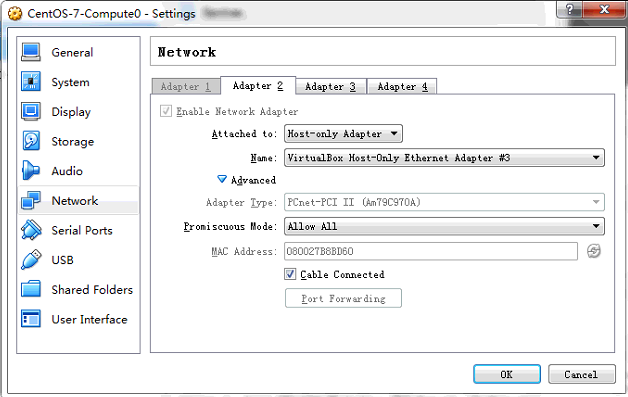 CentOS-7-Compute0 - Settings
General
System
Display
Storage
Audio
Network
Serial Ports
USB
Shared Folders
User Interface
Network
Adapter 1 Adapter 2 Adapter 3 Adapter 4
Enable Network Adapter
Attached to: Host-only Adapter
Name: VirtualBox Host-Only Ethernet Adapter #3
Advanced
Adapter Type: PCnet-PCI II (Am79C970A)
Promiscuous Mode: Allow All
MAC Address: 080027B8BD60
Cable Connected
Port Forwarding
OK Cancel